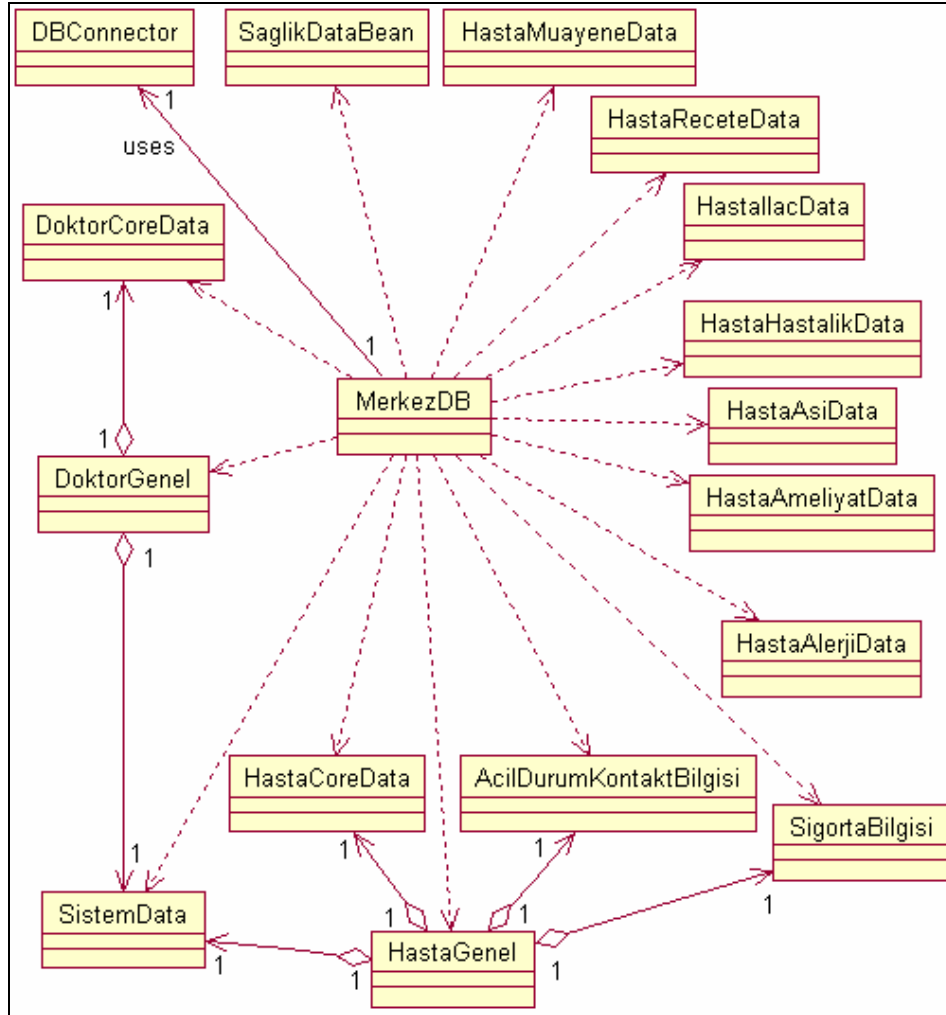 DBConnector
SaglikDataBean
HastaMuayeneData
1
uses
HastaReceteData
HastaIlacData
DoktorCoreData
1
1
HastaHastalikData
MerkezDB
HastaAsiData
1
DoktorGenel
HastaAmeliyatData
1
HastaAlerjiData
HastaCoreData
AcilDurumKontaktBilgisi
SigortaBilgisi
1
1
1
1
1
1
SistemData
HastaGenel
1
1
1